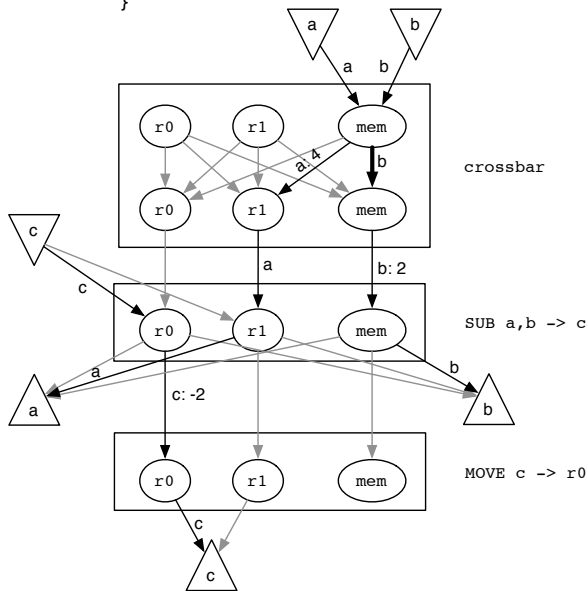 }
a b
a b
r0 r1 mem
a: 4 b
crossbar
r0 r1 mem
c
a b: 2
c
SUB a,b -> c
r0 r1 mem
a b
c: -2
a b
MOVE c -> r0
r0 r1 mem
c
c